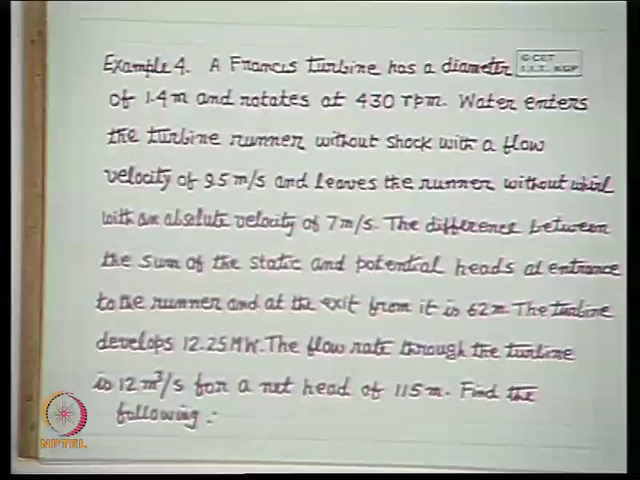 Example 4. A Francis turbine has a diameter
© CET
I.I.T. KGP
of 1.4m and rotates at 430 rpm. Water enters
the turbine runner without shock with a flow
velocity of 9.5 m/s and leaves the runner without whirl
with an absolute velocity of 7 m/s. The difference between
the sum of the static and potential heads at entrance
to the runner and at the exit from it is 62m. The turbine
develops 12.25 MW. The flow rate through the turbine
is 12 m³/s for a net head of 115 m. Find the
following :
NPTEL